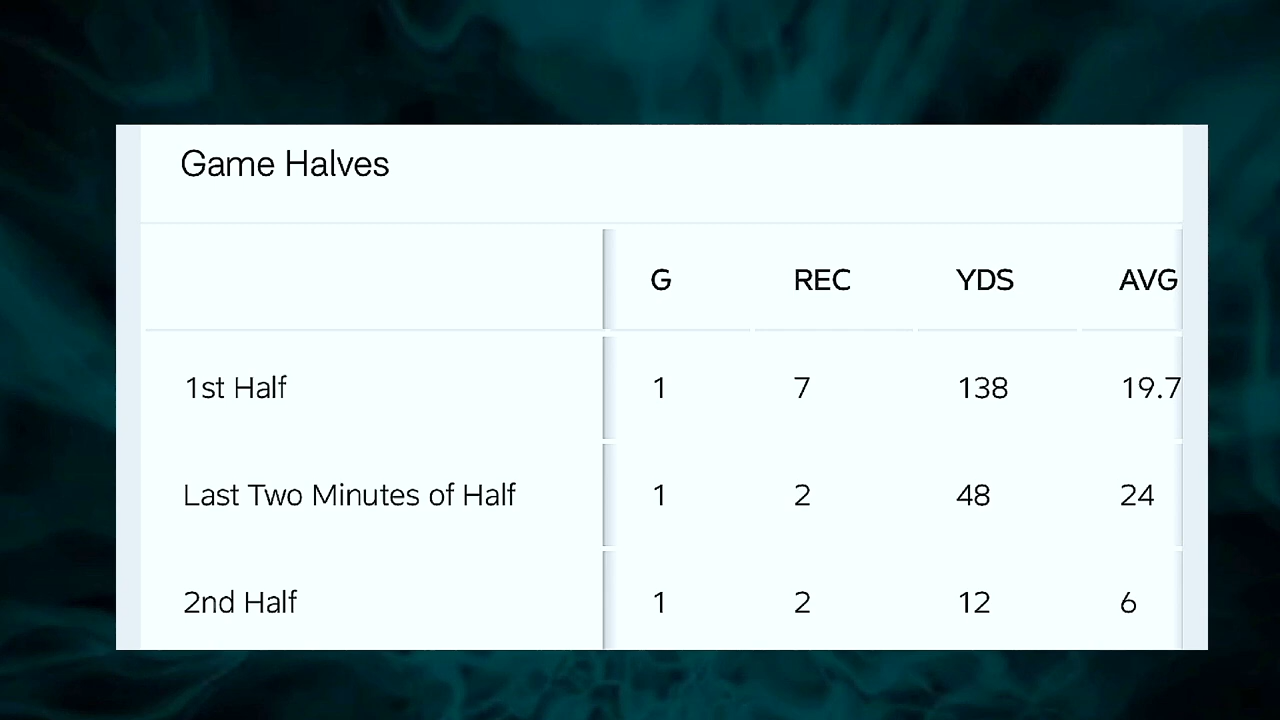 Game Halves
G REC YDS AVG
1st Half 1 7 138 19.7
Last Two Minutes of Half 1 2 48 24
2nd Half 1 2 12 6